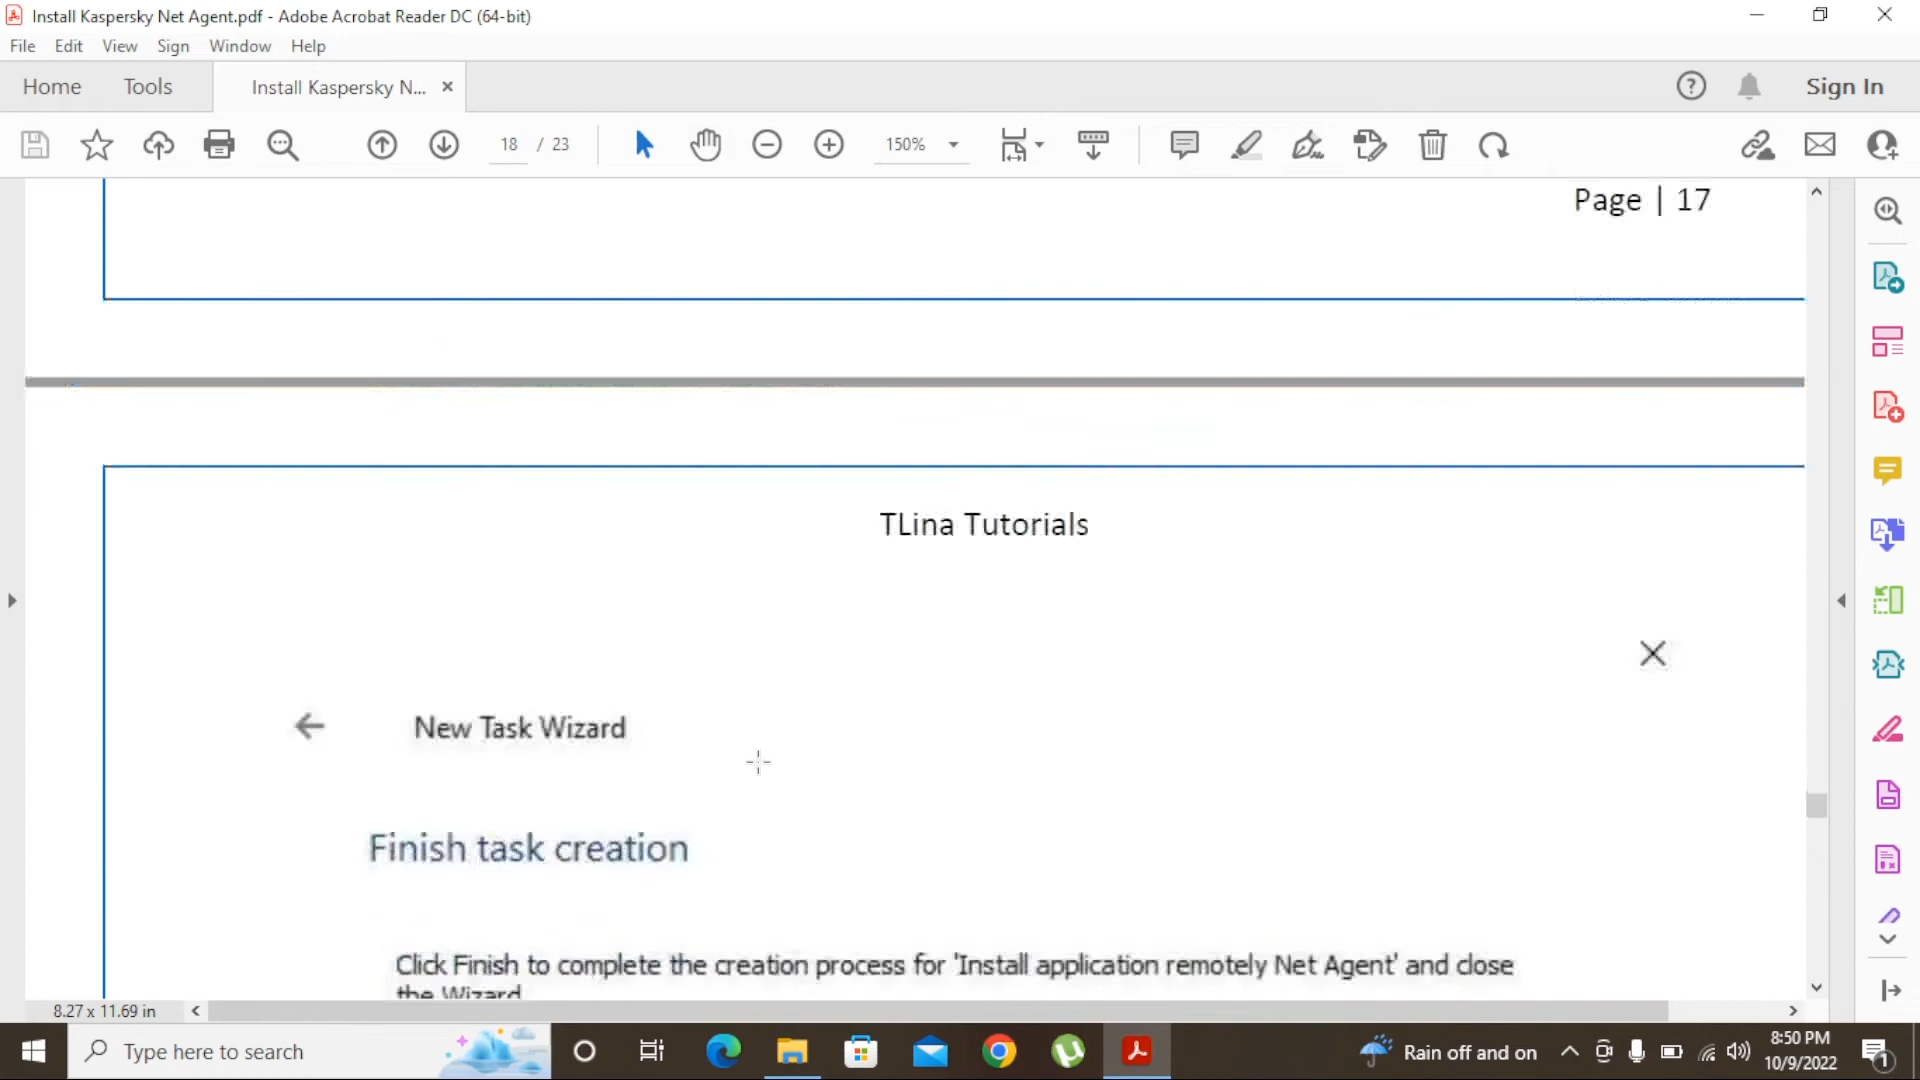 Install Kaspersky Net Agent.pdf - Adobe Acrobat Reader DC (64-bit)
File Edit View Sign Window Help
Home Tools Install Kaspersky N... Sign In
18 / 23 150%
Page | 17
TLina Tutorials
New Task Wizard
Finish task creation
Click Finish to complete the creation process for 'Install application remotely Net Agent' and close
the Wizard
8.27 x 11.69 in
Type here to search
Rain off and on
8:50 PM
10/9/2022
1